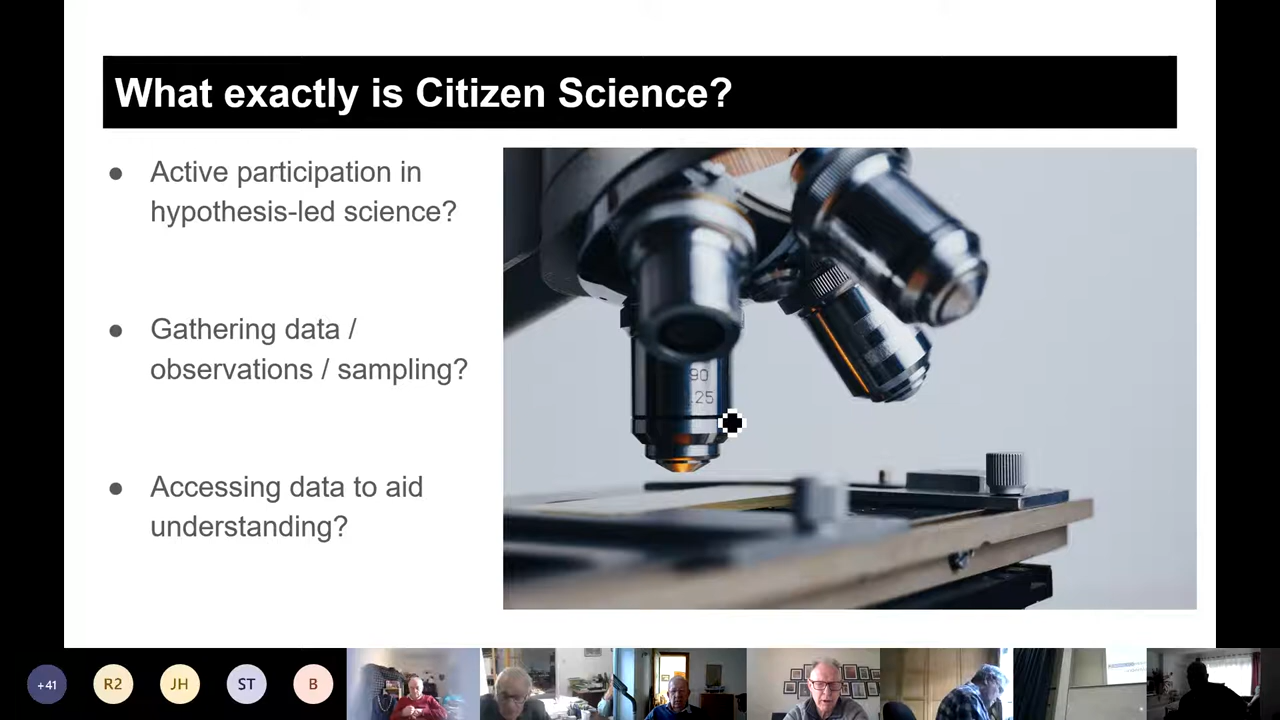 What exactly is Citizen Science?
● Active participation in
hypothesis-led science?
● Gathering data /
observations / sampling?
● Accessing data to aid
understanding?
90
.25
+41
R2
JH
ST
B